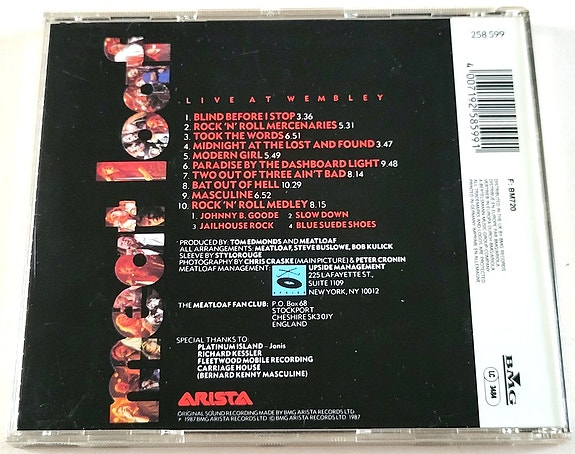 meat loaf
LIVE AT WEMBLEY
1. BLIND BEFORE I STOP 3.36
2. ROCK 'N' ROLL MERCENARIES 5.31
3. TOOK THE WORDS 6.51
4. MIDNIGHT AT THE LOST AND FOUND 3.47
5. MODERN GIRL 5.49
6. PARADISE BY THE DASHBOARD LIGHT 9.48
7. TWO OUT OF THREE AIN'T BAD 8.14
8. BAT OUT OF HELL 10.29
9. MASCULINE 6.52
10. ROCK 'N' ROLL MEDLEY 8.15
1 JOHNNY B. GOODE 2 SLOW DOWN
3 JAILHOUSE ROCK 4 BLUE SUEDE SHOES
PRODUCED BY: TOM EDMONDS AND MEATLOAF
ALL ARRANGEMENTS: MEATLOAF, STEVE BUSLOWE, BOB KULICK
SLEEVE BY STYLOROUGE
PHOTOGRAPHY BY CHRIS CRASKE (MAIN PICTURE) & PETER CRONIN
MEATLOAF MANAGEMENT: UPSIDE MANAGEMENT
225 LAFAYETTE ST.,
SUITE 1109
NEW YORK, NY 10012
THE MEATLOAF FAN CLUB: P.O. Box 68
STOCKPORT
CHESHIRE SK3 0JY
ENGLAND
SPECIAL THANKS TO
PLATINUM ISLAND – Jonis
RICHARD KESSLER
FLEETWOOD MOBILE RECORDING
CARRIAGE HOUSE
(BERNARD KENNY MASCULINE)
ARISTA
ORIGINAL SOUND RECORDING MADE BY BMG ARISTA RECORDS LTD.
℗ 1987 BMG ARISTA RECORDS LTD. © BMG ARISTA RECORDS LTD. 1987
258 599
4 007192 585991
F: BM720
BMG
LC 3484